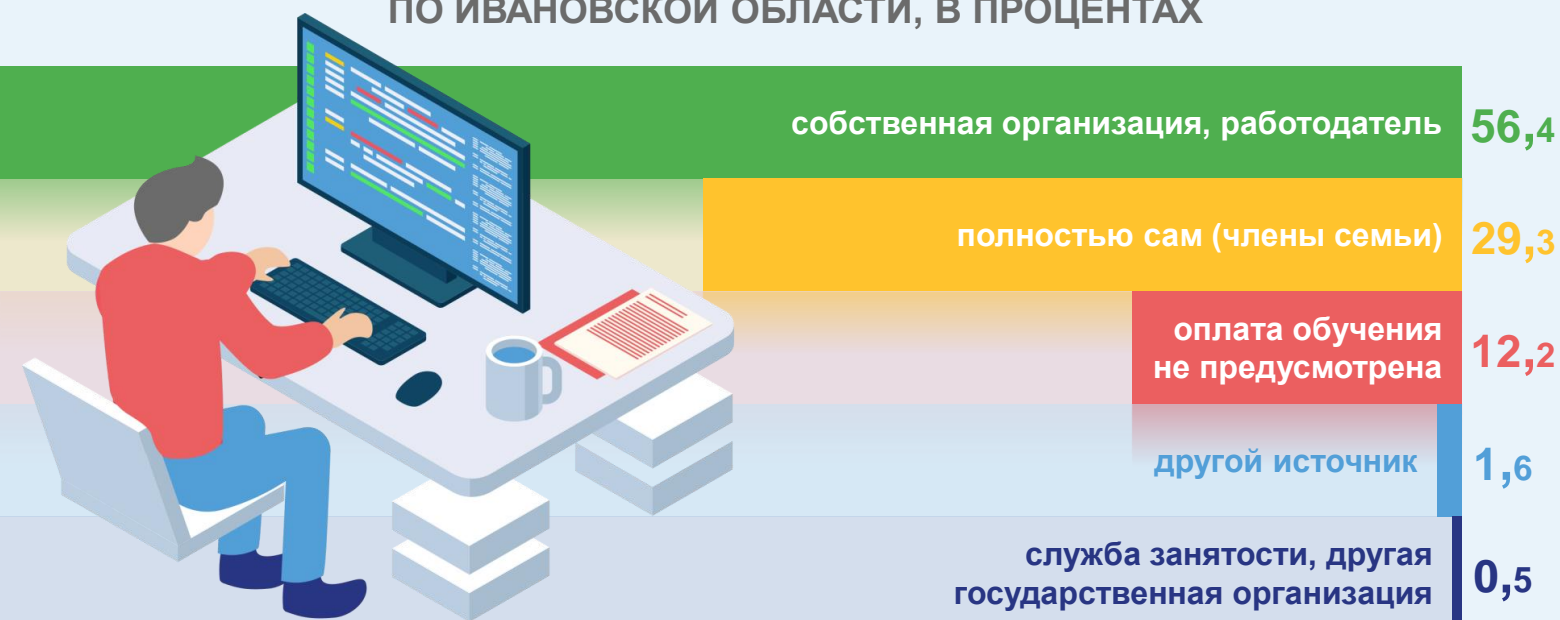 ПО ИВАНОВСКОЙ ОБЛАСТИ, В ПРОЦЕНТАХ
собственная организация, работодатель 56,4
полностью сам (члены семьи) 29,3
оплата обучения
не предусмотрена 12,2
другой источник 1,6
служба занятости, другая
государственная организация 0,5